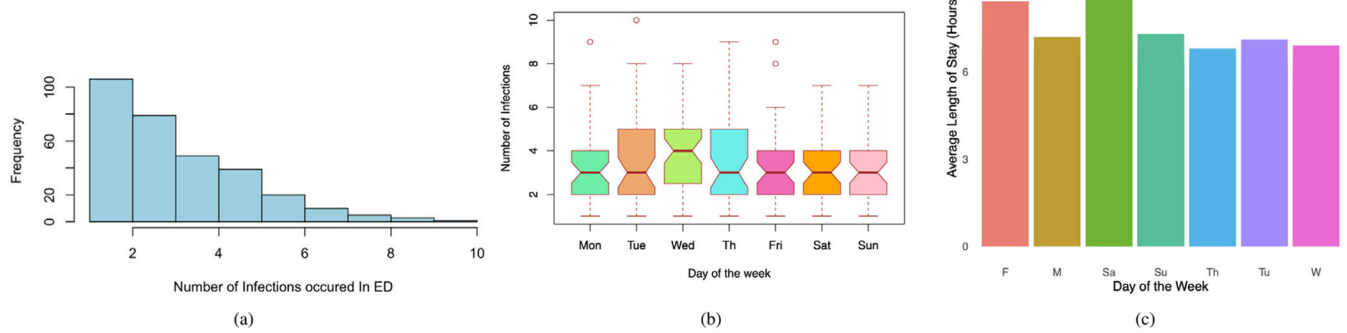 Frequency
0
20
60
100
2
4
6
8
10
Number of Infections occured In ED
(a)
Number of Infections
10
8
6
4
2
Mon
Tue
Wed
Th
Fri
Sat
Sun
Day of the week
(b)
Average Length of Stay (Hours
6
3
0
F
M
Sa
Su
Th
Tu
W
Day of the Week
(c)